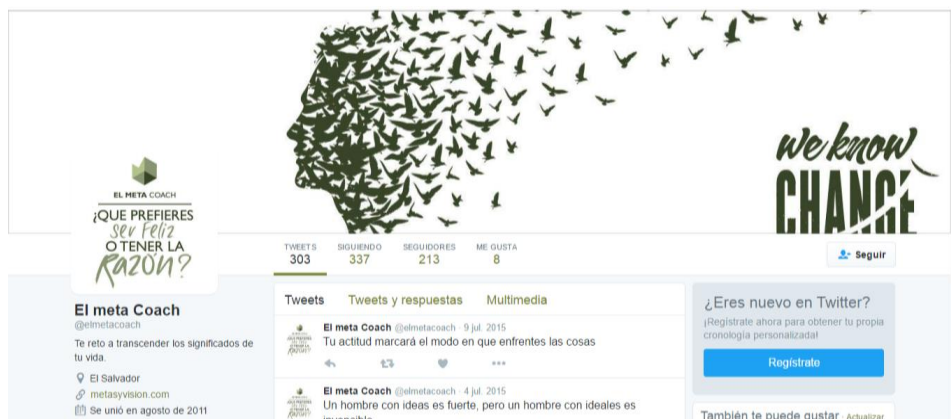 we know
CHANGE
EL META COACH
¿QUE PREFIERES
ser feliz
O TENER LA
RAZÓN?
TWEETS
303
SIGUIENDO
337
SEGUIDORES
213
ME GUSTA
8
Seguir
El meta Coach
@elmetacoach
Te reto a transcender los significados de
tu vida.
El Salvador
metasyvision.com
Se unió en agosto de 2011
Tweets Tweets y respuestas Multimedia
El meta Coach @elmetacoach · 9 jul. 2015
Tu actitud marcará el modo en que enfrentes las cosas
El meta Coach @elmetacoach · 4 jul. 2015
Un hombre con ideas es fuerte, pero un hombre con ideales es
¿Eres nuevo en Twitter?
¡Regístrate ahora para obtener tu propia
cronología personalizada!
Regístrate
También te puede gustar · Actualizar